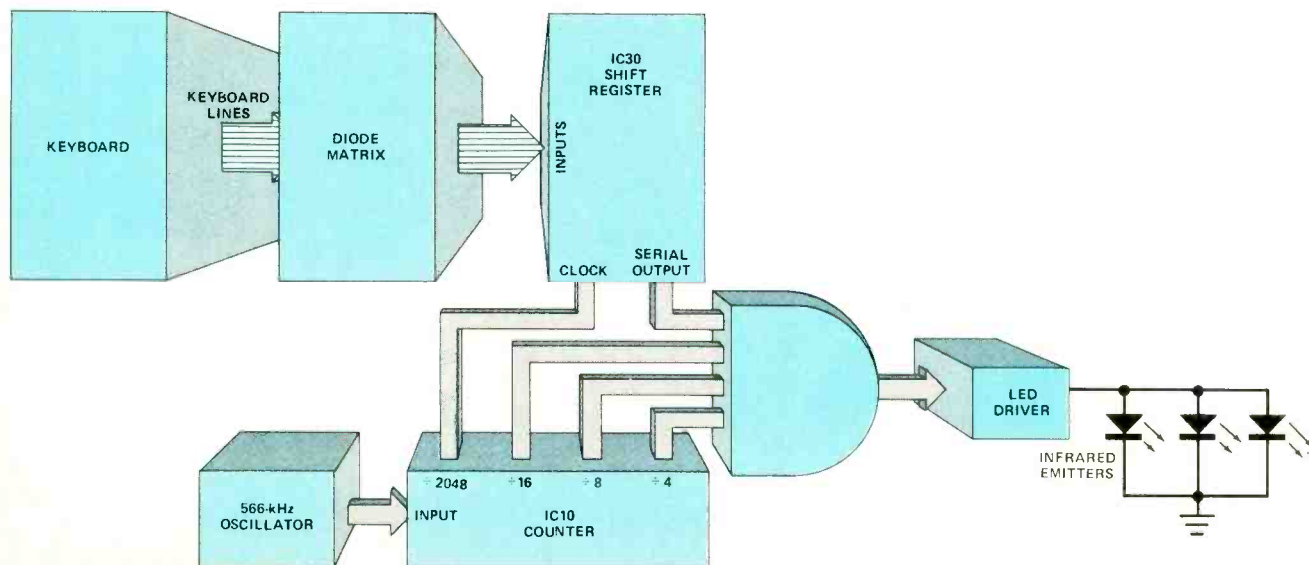 KEYBOARD
KEYBOARD
LINES
DIODE
MATRIX
INPUTS
IC30
SHIFT
REGISTER
CLOCK
SERIAL
OUTPUT
566-kHz
OSCILLATOR
INPUT
÷2048
÷16
÷8
÷4
IC10
COUNTER
LED
DRIVER
INFRARED
EMITTERS